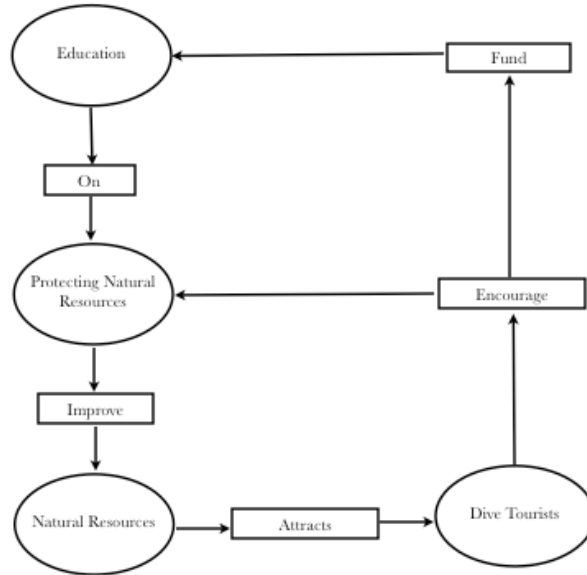 Education
Fund
On
Protecting Natural
Resources
Encourage
Improve
Natural Resources
Attracts
Dive Tourists